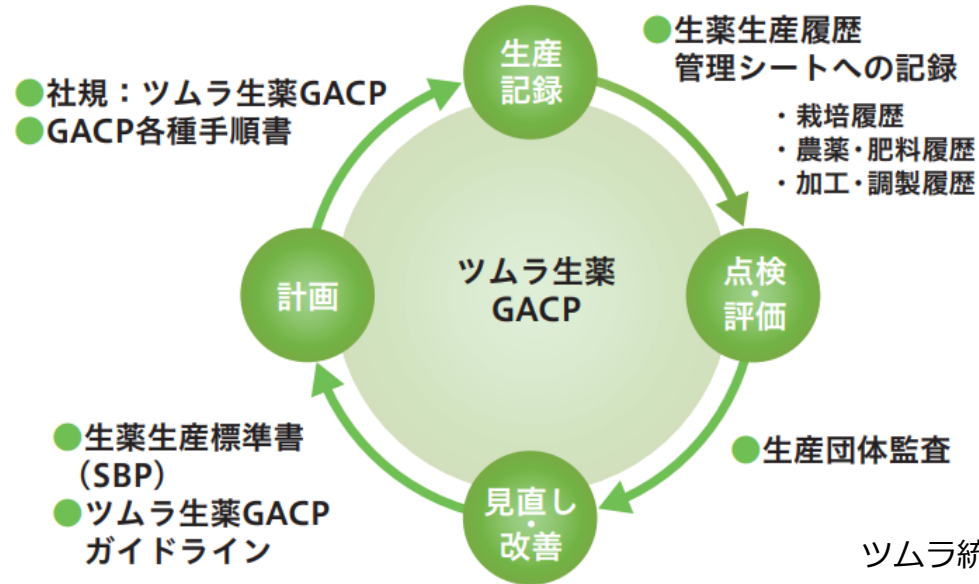 ●社規：ツムラ生薬GACP
●GACP各種手順書
生産
記録
●生薬生産履歴
管理シートへの記録
・栽培履歴
・農薬・肥料履歴
・加工・調製履歴
計画
ツムラ生薬
GACP
点検
・
評価
●生薬生産標準書
（SBP）
●ツムラ生薬GACP
ガイドライン
見直し
・
改善
●生産団体監査
ツムラ統